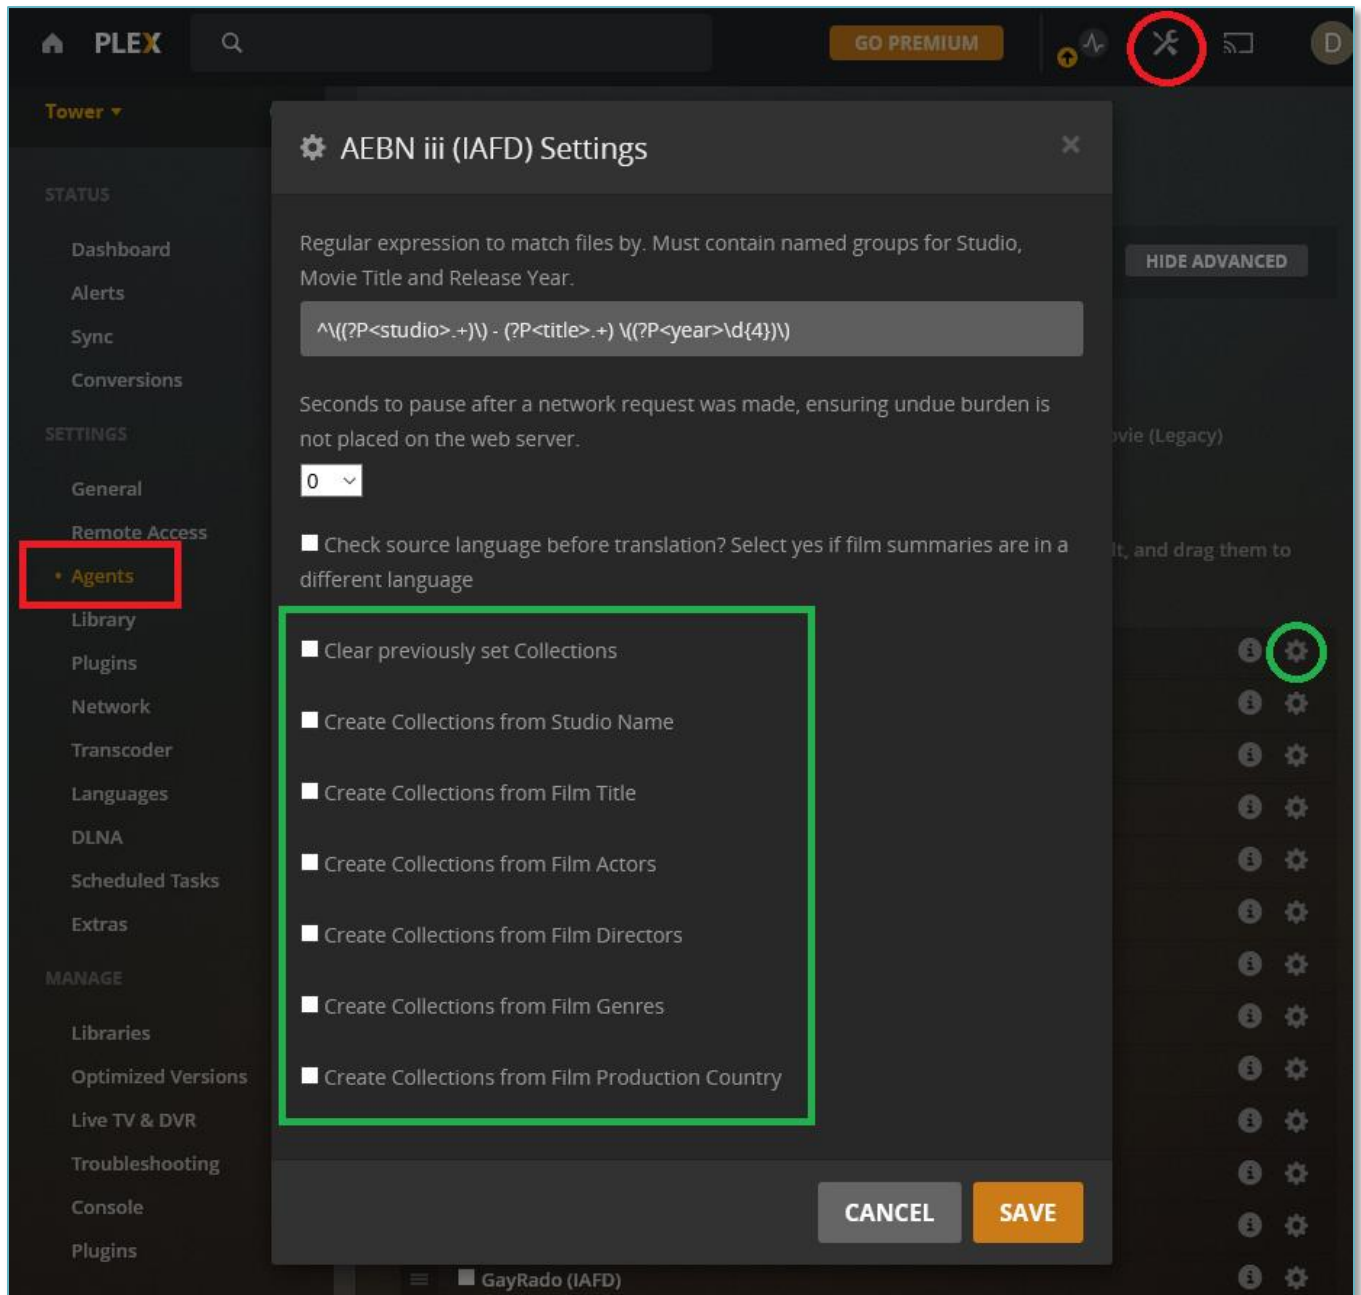 PLEX
GO PREMIUM
D
Tower
AEBN iii (IAFD) Settings
STATUS
Dashboard
Alerts
Sync
Conversions
SETTINGS
General
Remote Access
• Agents
Library
Plugins
Network
Transcoder
Languages
DLNA
Scheduled Tasks
Extras
MANAGE
Libraries
Optimized Versions
Live TV & DVR
Troubleshooting
Console
Plugins
Regular expression to match files by. Must contain named groups for Studio,
Movie Title and Release Year.
^\((?P<studio>.+)\) - (?P<title>.+) \((?P<year>\d{4})\)
Seconds to pause after a network request was made, ensuring undue burden is
not placed on the web server.
0
Check source language before translation? Select yes if film summaries are in a
different language
Clear previously set Collections
Create Collections from Studio Name
Create Collections from Film Title
Create Collections from Film Actors
Create Collections from Film Directors
Create Collections from Film Genres
Create Collections from Film Production Country
CANCEL
SAVE
HIDE ADVANCED
ovie (Legacy)
lt, and drag them to
GayRado (IAFD)